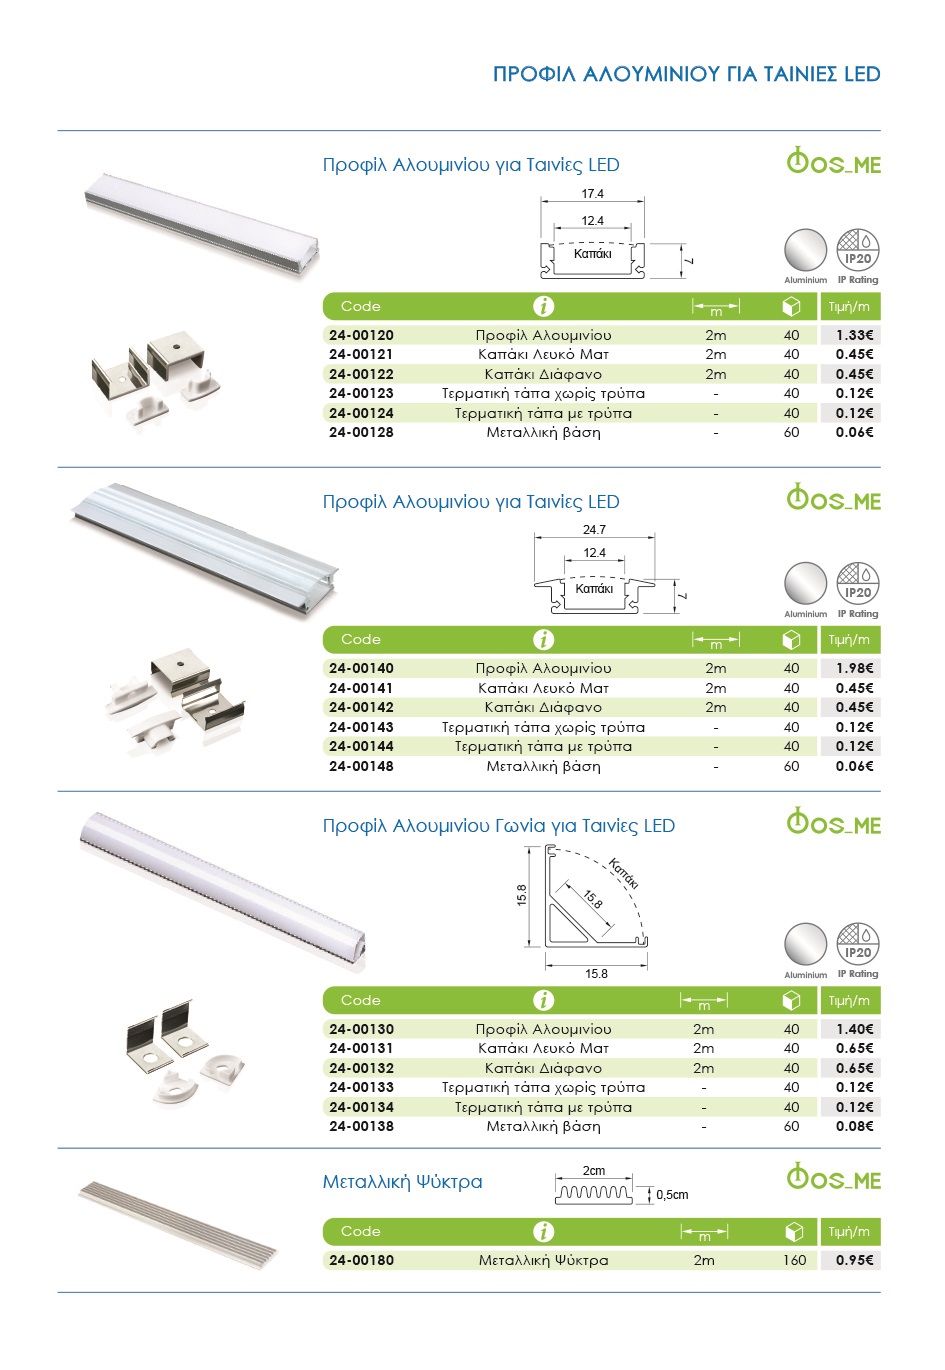 ΠΡΟΦΙΛ ΑΛΟΥΜΙΝΙΟΥ ΓΙΑ ΤΑΙΝΙΕΣ LED
Προφίλ Αλουμινίου για Ταινίες LED
ΦOS_ME
17.4
12.4
Καπάκι
7
IP20
Aluminium IP Rating
Code i m Τιμή/m
24-00120 Προφίλ Αλουμινίου 2m 40 1.33€
24-00121 Καπάκι Λευκό Ματ 2m 40 0.45€
24-00122 Καπάκι Διάφανο 2m 40 0.45€
24-00123 Τερματική τάπα χωρίς τρύπα - 40 0.12€
24-00124 Τερματική τάπα με τρύπα - 40 0.12€
24-00128 Μεταλλική βάση - 60 0.06€
Προφίλ Αλουμινίου για Ταινίες LED
ΦOS_ME
24.7
12.4
Καπάκι
7
IP20
Aluminium IP Rating
Code i m Τιμή/m
24-00140 Προφίλ Αλουμινίου 2m 40 1.98€
24-00141 Καπάκι Λευκό Ματ 2m 40 0.45€
24-00142 Καπάκι Διάφανο 2m 40 0.45€
24-00143 Τερματική τάπα χωρίς τρύπα - 40 0.12€
24-00144 Τερματική τάπα με τρύπα - 40 0.12€
24-00148 Μεταλλική βάση - 60 0.06€
Προφίλ Αλουμινίου Γωνία για Ταινίες LED
ΦOS_ME
Καπάκι
15.8
15.8
15.8
IP20
Aluminium IP Rating
Code i m Τιμή/m
24-00130 Προφίλ Αλουμινίου 2m 40 1.40€
24-00131 Καπάκι Λευκό Ματ 2m 40 0.65€
24-00132 Καπάκι Διάφανο 2m 40 0.65€
24-00133 Τερματική τάπα χωρίς τρύπα - 40 0.12€
24-00134 Τερματική τάπα με τρύπα - 40 0.12€
24-00138 Μεταλλική βάση - 60 0.08€
Μεταλλική Ψύκτρα
ΦOS_ME
2cm
0,5cm
Code i m Τιμή/m
24-00180 Μεταλλική Ψύκτρα 2m 160 0.95€